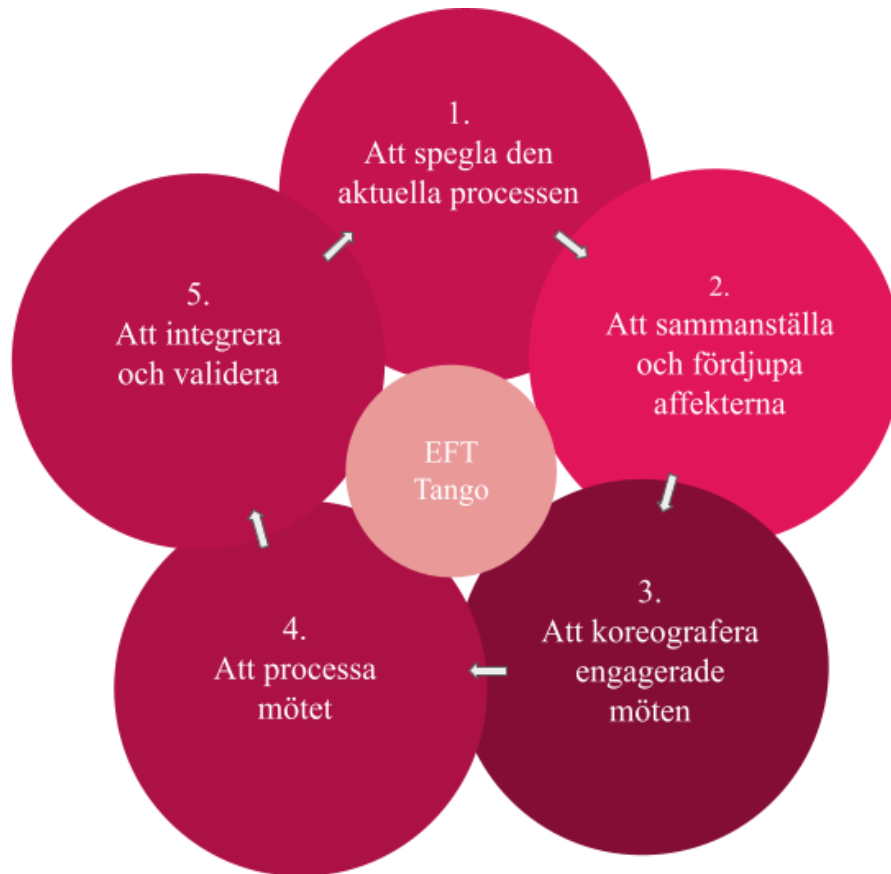 1.
Att spegla den
aktuella processen
2.
Att sammanställa
och fördjupa
affekterna
3.
Att koreografera
engagerade
möten
4.
Att processa
mötet
5.
Att integrera
och validera
EFT
Tango